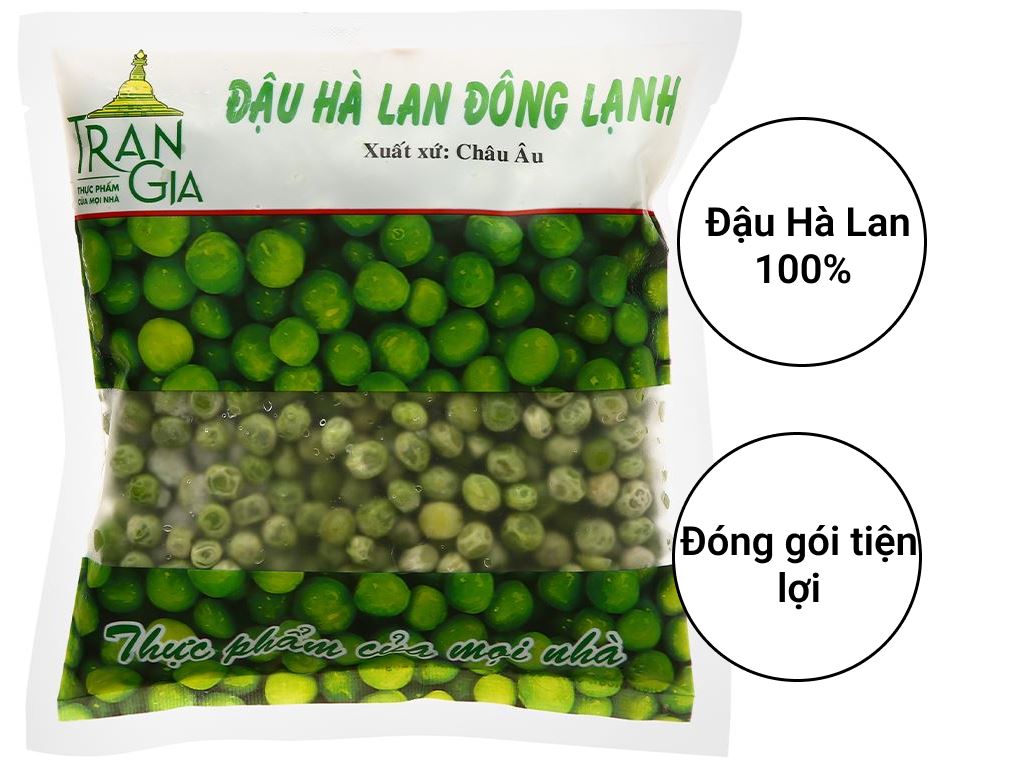 TRAN
GIA
THỰC PHẨM
CỦA MỌI NHÀ
ĐẬU HÀ LAN ĐÔNG LẠNH
Xuất xứ: Châu Âu
Đậu Hà Lan
100%
Đóng gói tiện
lợi
Thực phẩm của mọi nhà